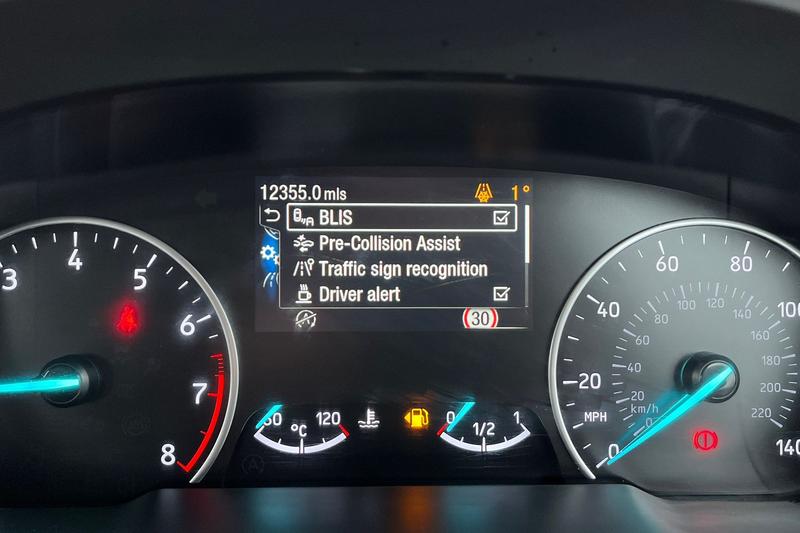 12355.0 mls 1°
BLIS
Pre-Collision Assist
Traffic sign recognition
Driver alert
30
3 4 5 6 7 8
60 °C 120
0 1/2 1
0 20 40 60 80 100 140
MPH
0 20 40 60 80 100 120 140 160 180 200 220
km/h